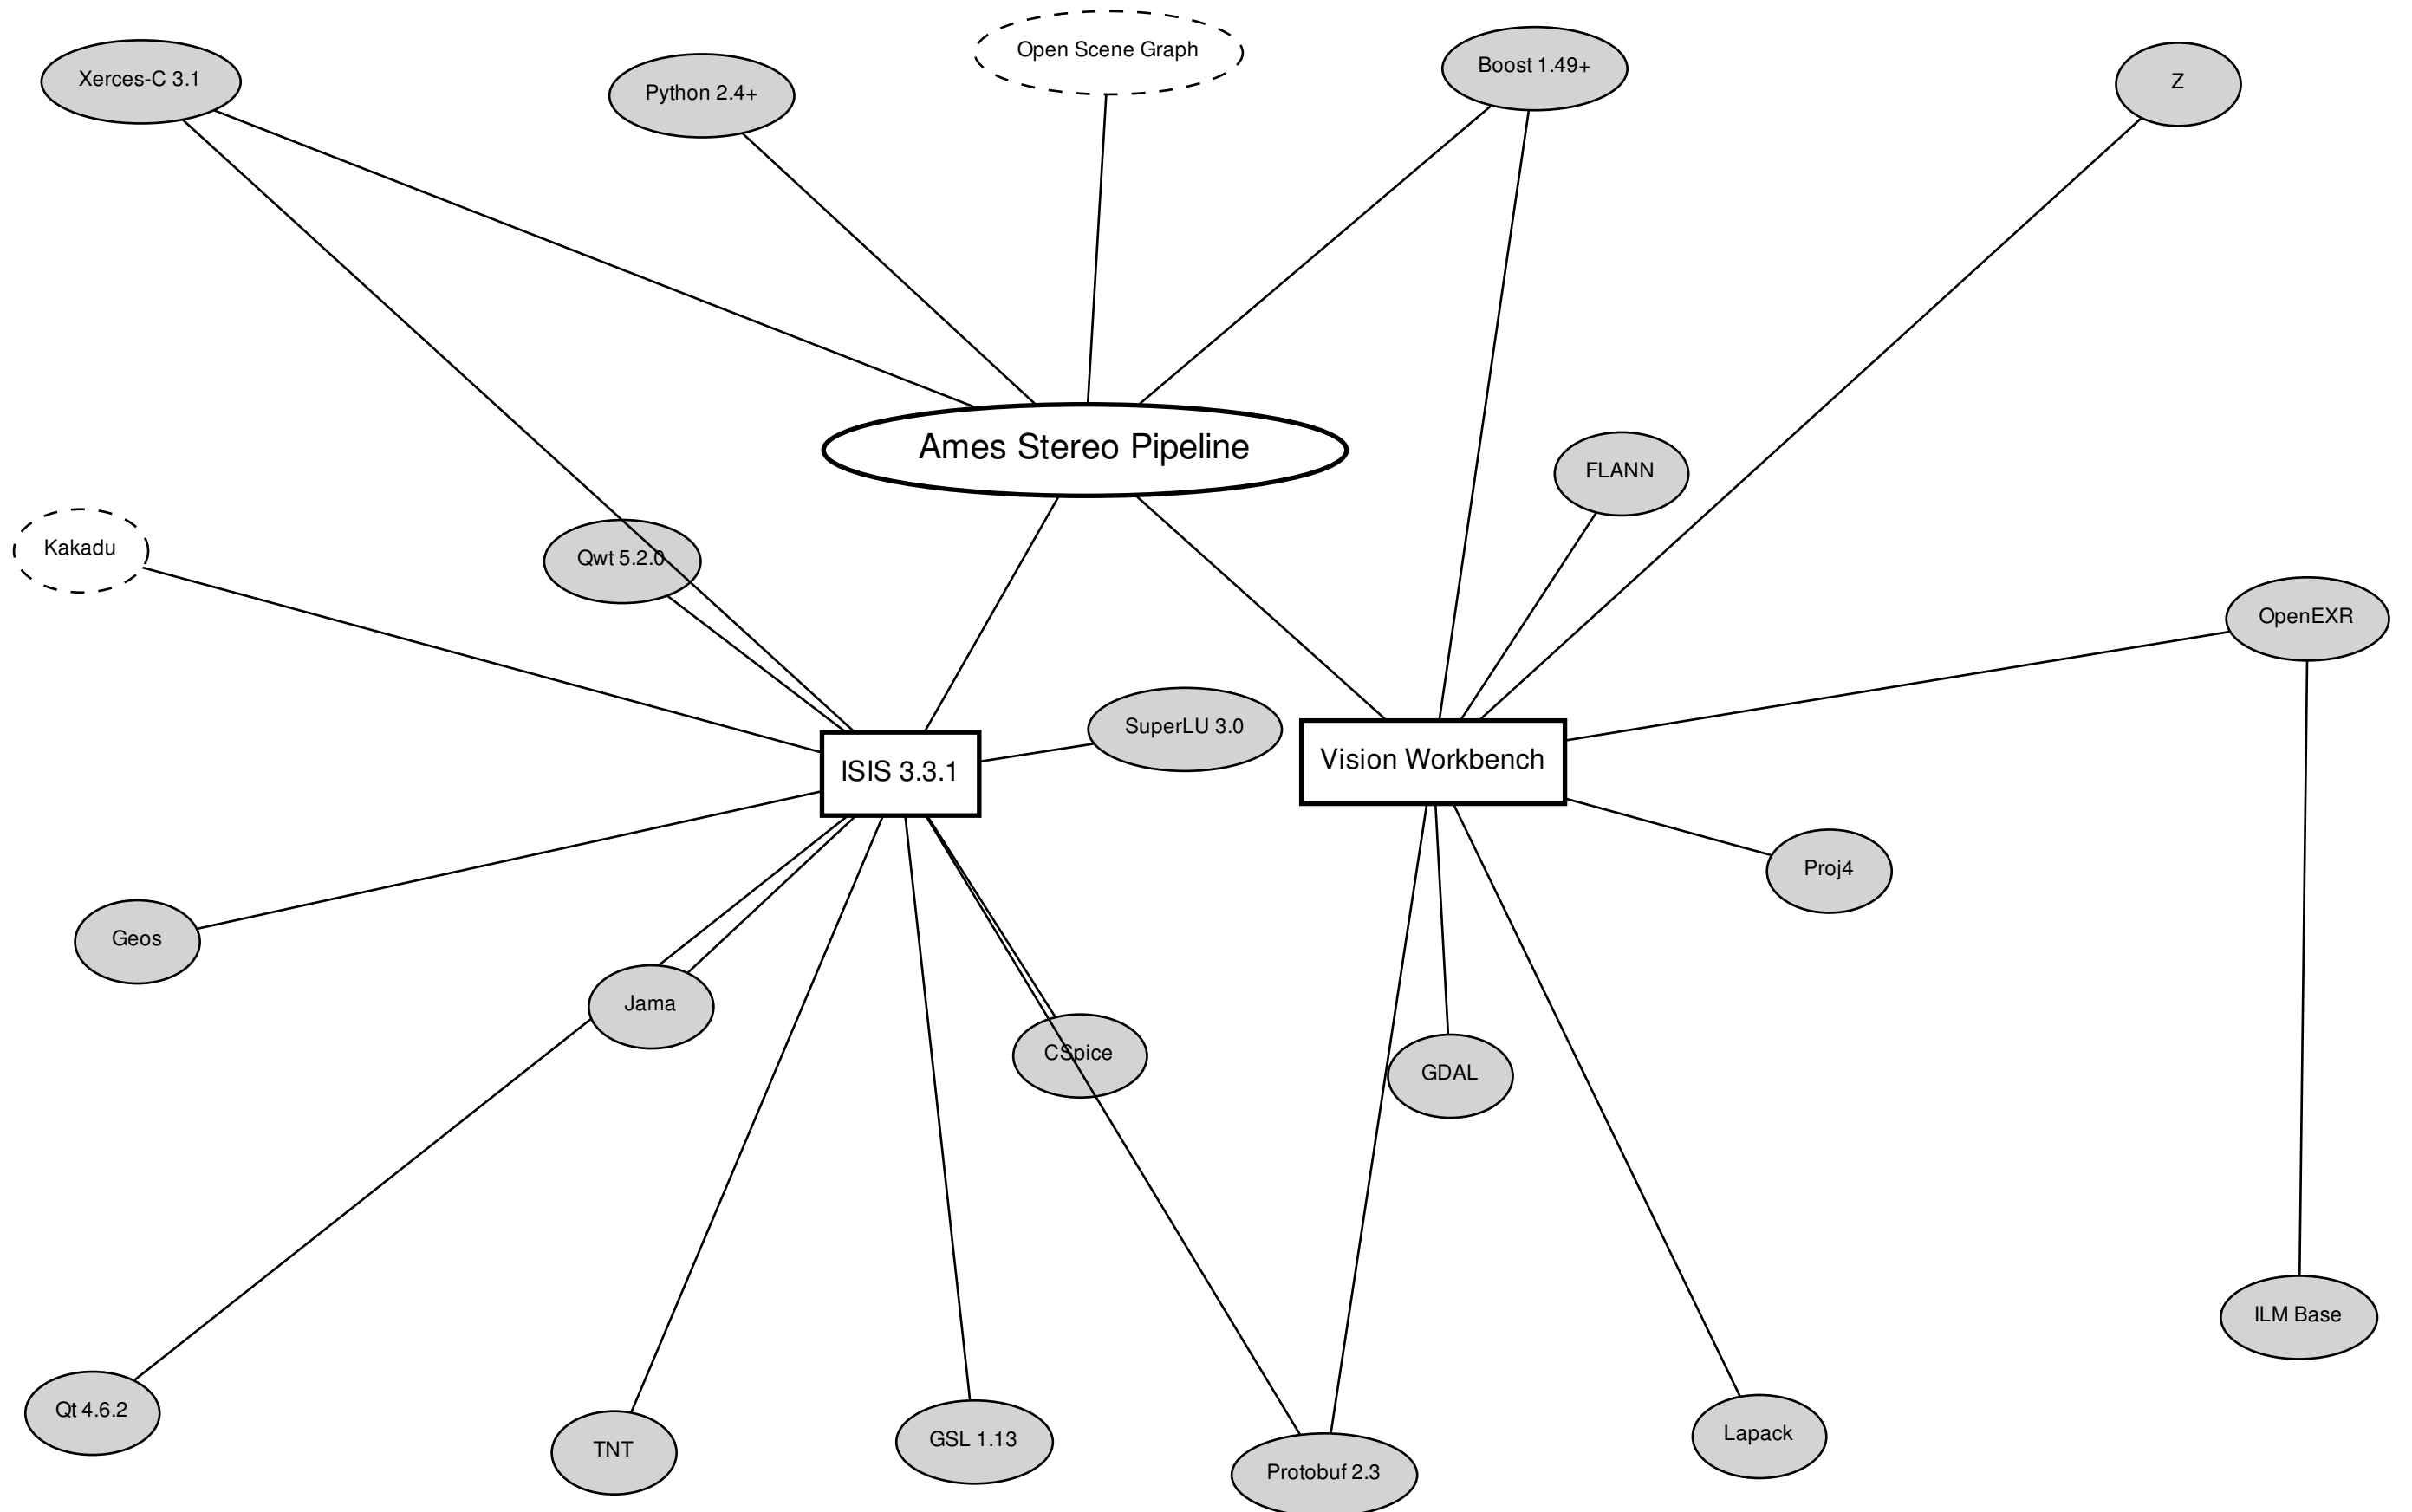 Open Scene Graph
Boost 1.49+
Xerces-C 3.1
Z
Python 2.4+
Ames Stereo Pipeline
FLANN
Kakadu
Qwt 5.2.0
OpenEXR
SuperLU 3.0
Vision Workbench
ISIS 3.3.1
Proj4
Geos
Jama
CSpice
GDAL
ILM Base
Qt 4.6.2
Lapack
GSL 1.13
TNT
Protobuf 2.3